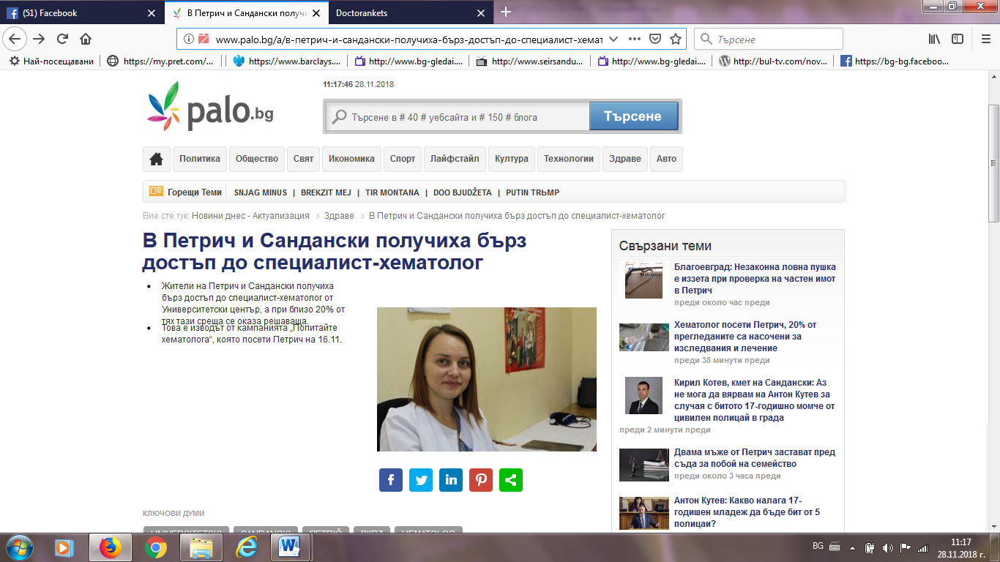 (51) Facebook
В Петрич и Сандански получи
Doctorankets
www.palo.bg/a/в-петрич-и-сандански-получиха-бърз-достъп-до-специалист-хемат
Търсене
Най-посещавани
https://my.pret.com/...
https://www.barclays....
http://www.bg-gledai....
http://www.seirsandu...
http://www.bg-gledai....
http://bul-tv.com/nov...
https://bg-bg.faceboo...
palo.bg
11:17:46 28.11.2018
Търсене в # 40 # уебсайта и # 150 # блога
Търсене
Политика
Общество
Свят
Икономика
Спорт
Лайфстайл
Култура
Технологии
Здраве
Авто
Горещи Теми
SNJAG MINUS | BREKZIT MEJ | TIR MONTANA | DOO BJUDŽETA | PUTIN TRЬMP
Вие сте тук Новини днес - Актуализация > Здраве > В Петрич и Сандански получиха бърз достъп до специалист-хематолог
В Петрич и Сандански получиха бърз
достъп до специалист-хематолог
Жители на Петрич и Сандански получиха
бърз достъп до специалист-хематолог от
Университетски център, а при близо 20% от
тях тази среща се оказа решаваща.
Това е изводът от кампанията „Попитайте
хематолога“, която посети Петрич на 16.11.
КЛЮЧОВИ ДУМИ
UNIVERSITETSKI
SANDANSKI
PETRIČ
BЏRZ
HEMATOLOG
Свързани теми
Благоевград: Незаконна ловна пушка
е иззета при проверка на частен имот
в Петрич
преди около час преди
Хематолог посети Петрич, 20% от
прегледаните са насочени за
изследвания и лечение
преди 38 минути преди
Кирил Котев, кмет на Сандански: Аз
не мога да вярвам на Антон Кутев за
случая с битото 17-годишно момче от
цивилен полицай в града
преди 2 минути преди
Двама мъже от Петрич застават пред
съда за побой на семейство
преди около 3 часа преди
Антон Кутев: Какво налага 17-
годишен младеж да бъде бит от 5
полицаи?
BG
11:17
28.11.2018 г.